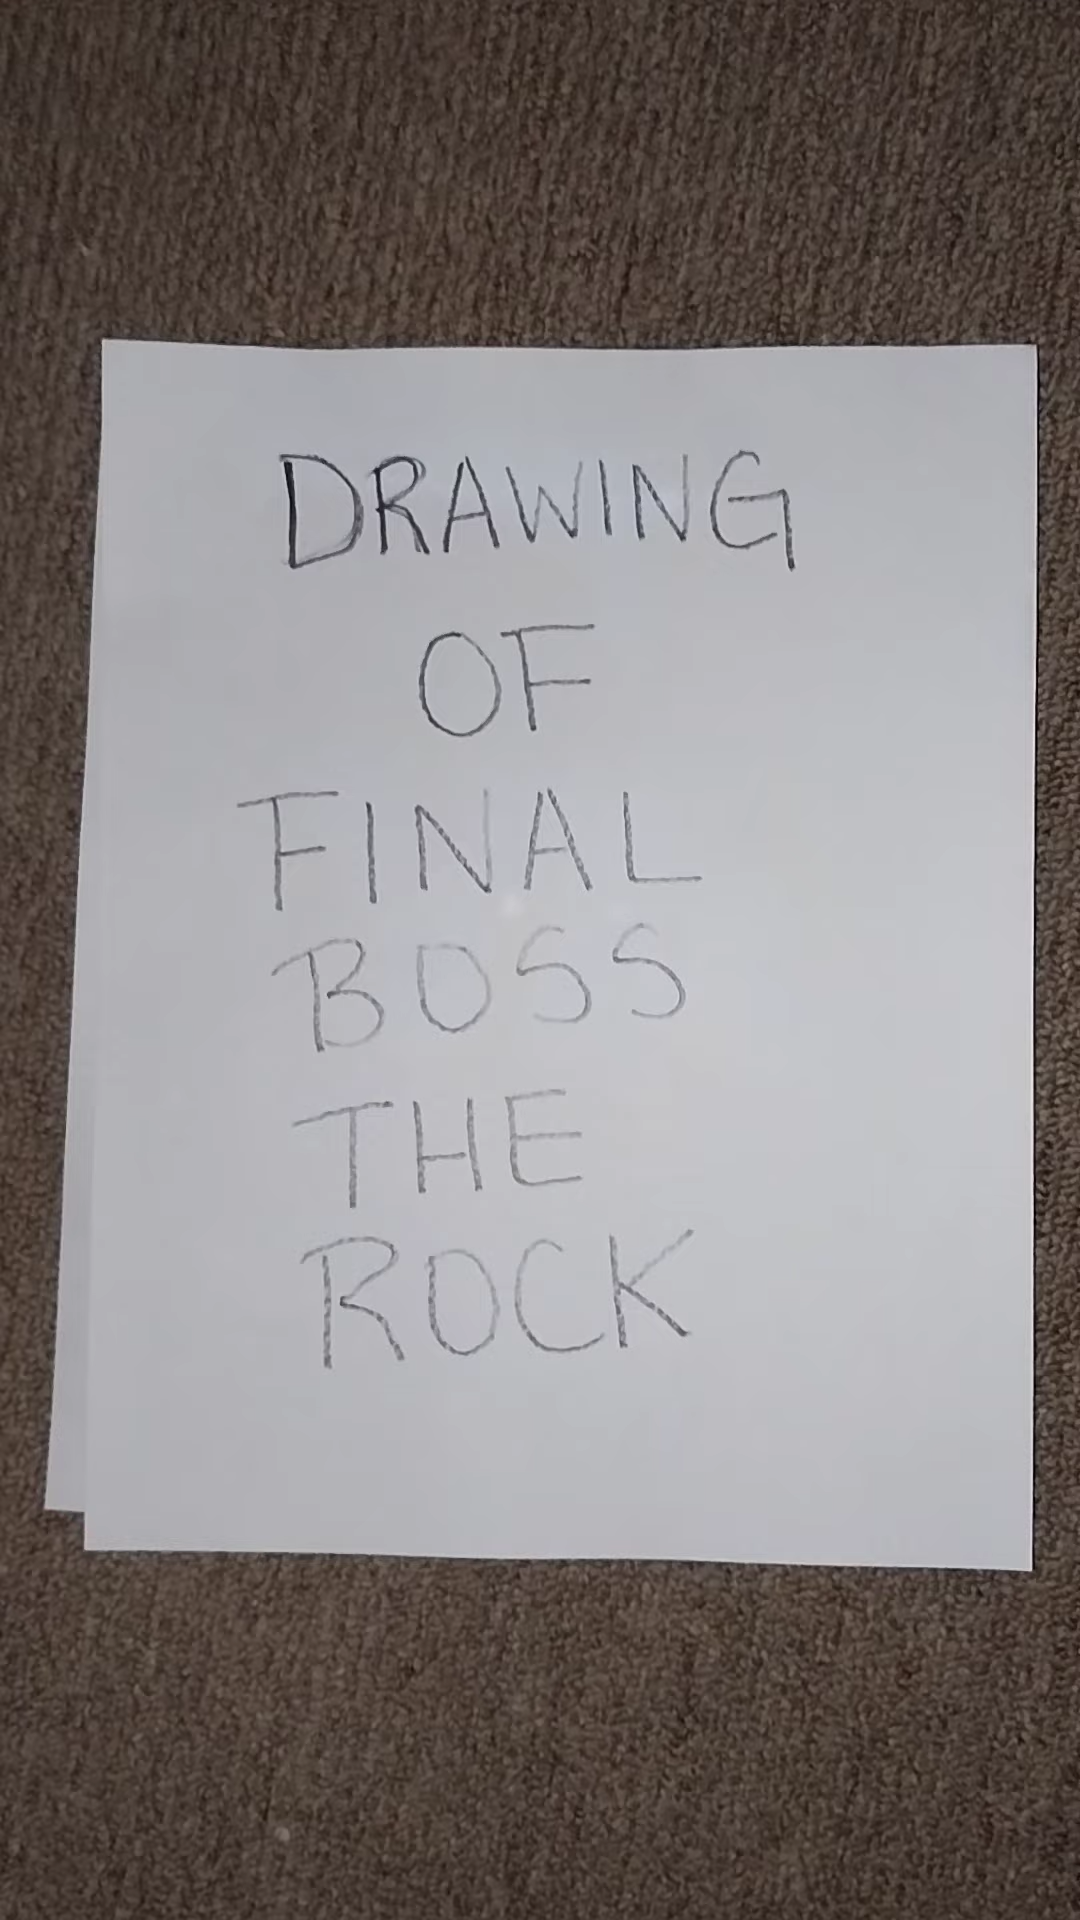 DRAWING
OF
FINAL
BOSS
THE
ROCK